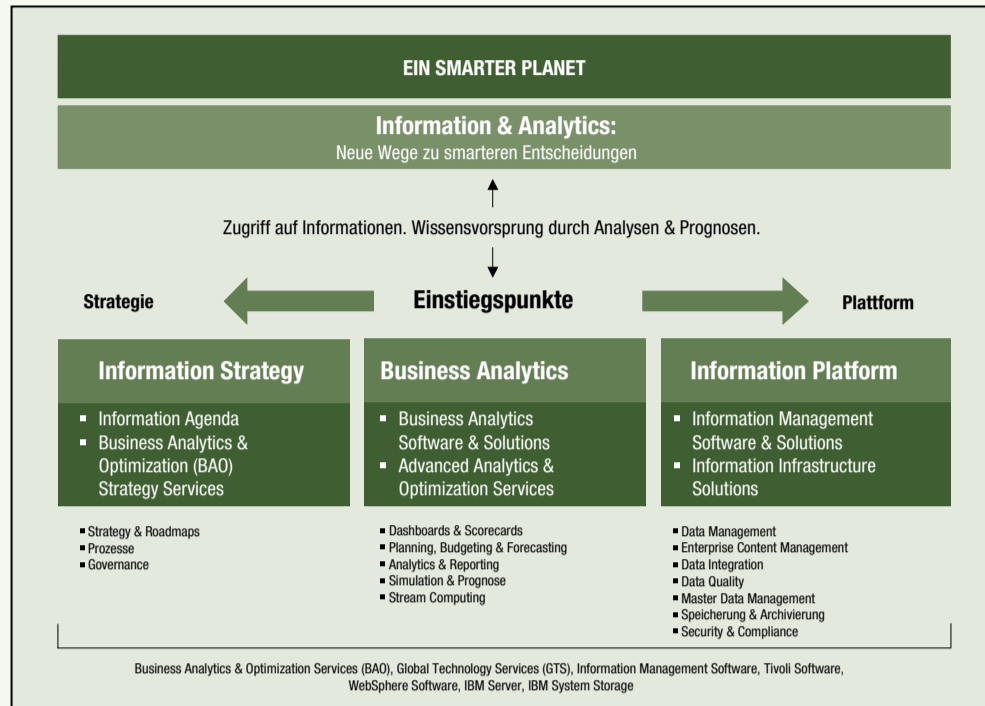 EIN SMARTER PLANET
Information & Analytics:
Neue Wege zu smarteren Entscheidungen
Zugriff auf Informationen. Wissensvorsprung durch Analysen & Prognosen.
Strategie
Einstiegspunkte
Plattform
Information Strategy
▪ Information Agenda
▪ Business Analytics &
Optimization (BAO)
Strategy Services
▪ Strategy & Roadmaps
▪ Prozesse
▪ Governance
Business Analytics
▪ Business Analytics
Software & Solutions
▪ Advanced Analytics &
Optimization Services
▪ Dashboards & Scorecards
▪ Planning, Budgeting & Forecasting
▪ Analytics & Reporting
▪ Simulation & Prognose
▪ Stream Computing
Information Platform
▪ Information Management
Software & Solutions
▪ Information Infrastructure
Solutions
▪ Data Management
▪ Enterprise Content Management
▪ Data Integration
▪ Data Quality
▪ Master Data Management
▪ Speicherung & Archivierung
▪ Security & Compliance
Business Analytics & Optimization Services (BAO), Global Technology Services (GTS), Information Management Software, Tivoli Software,
WebSphere Software, IBM Server, IBM System Storage